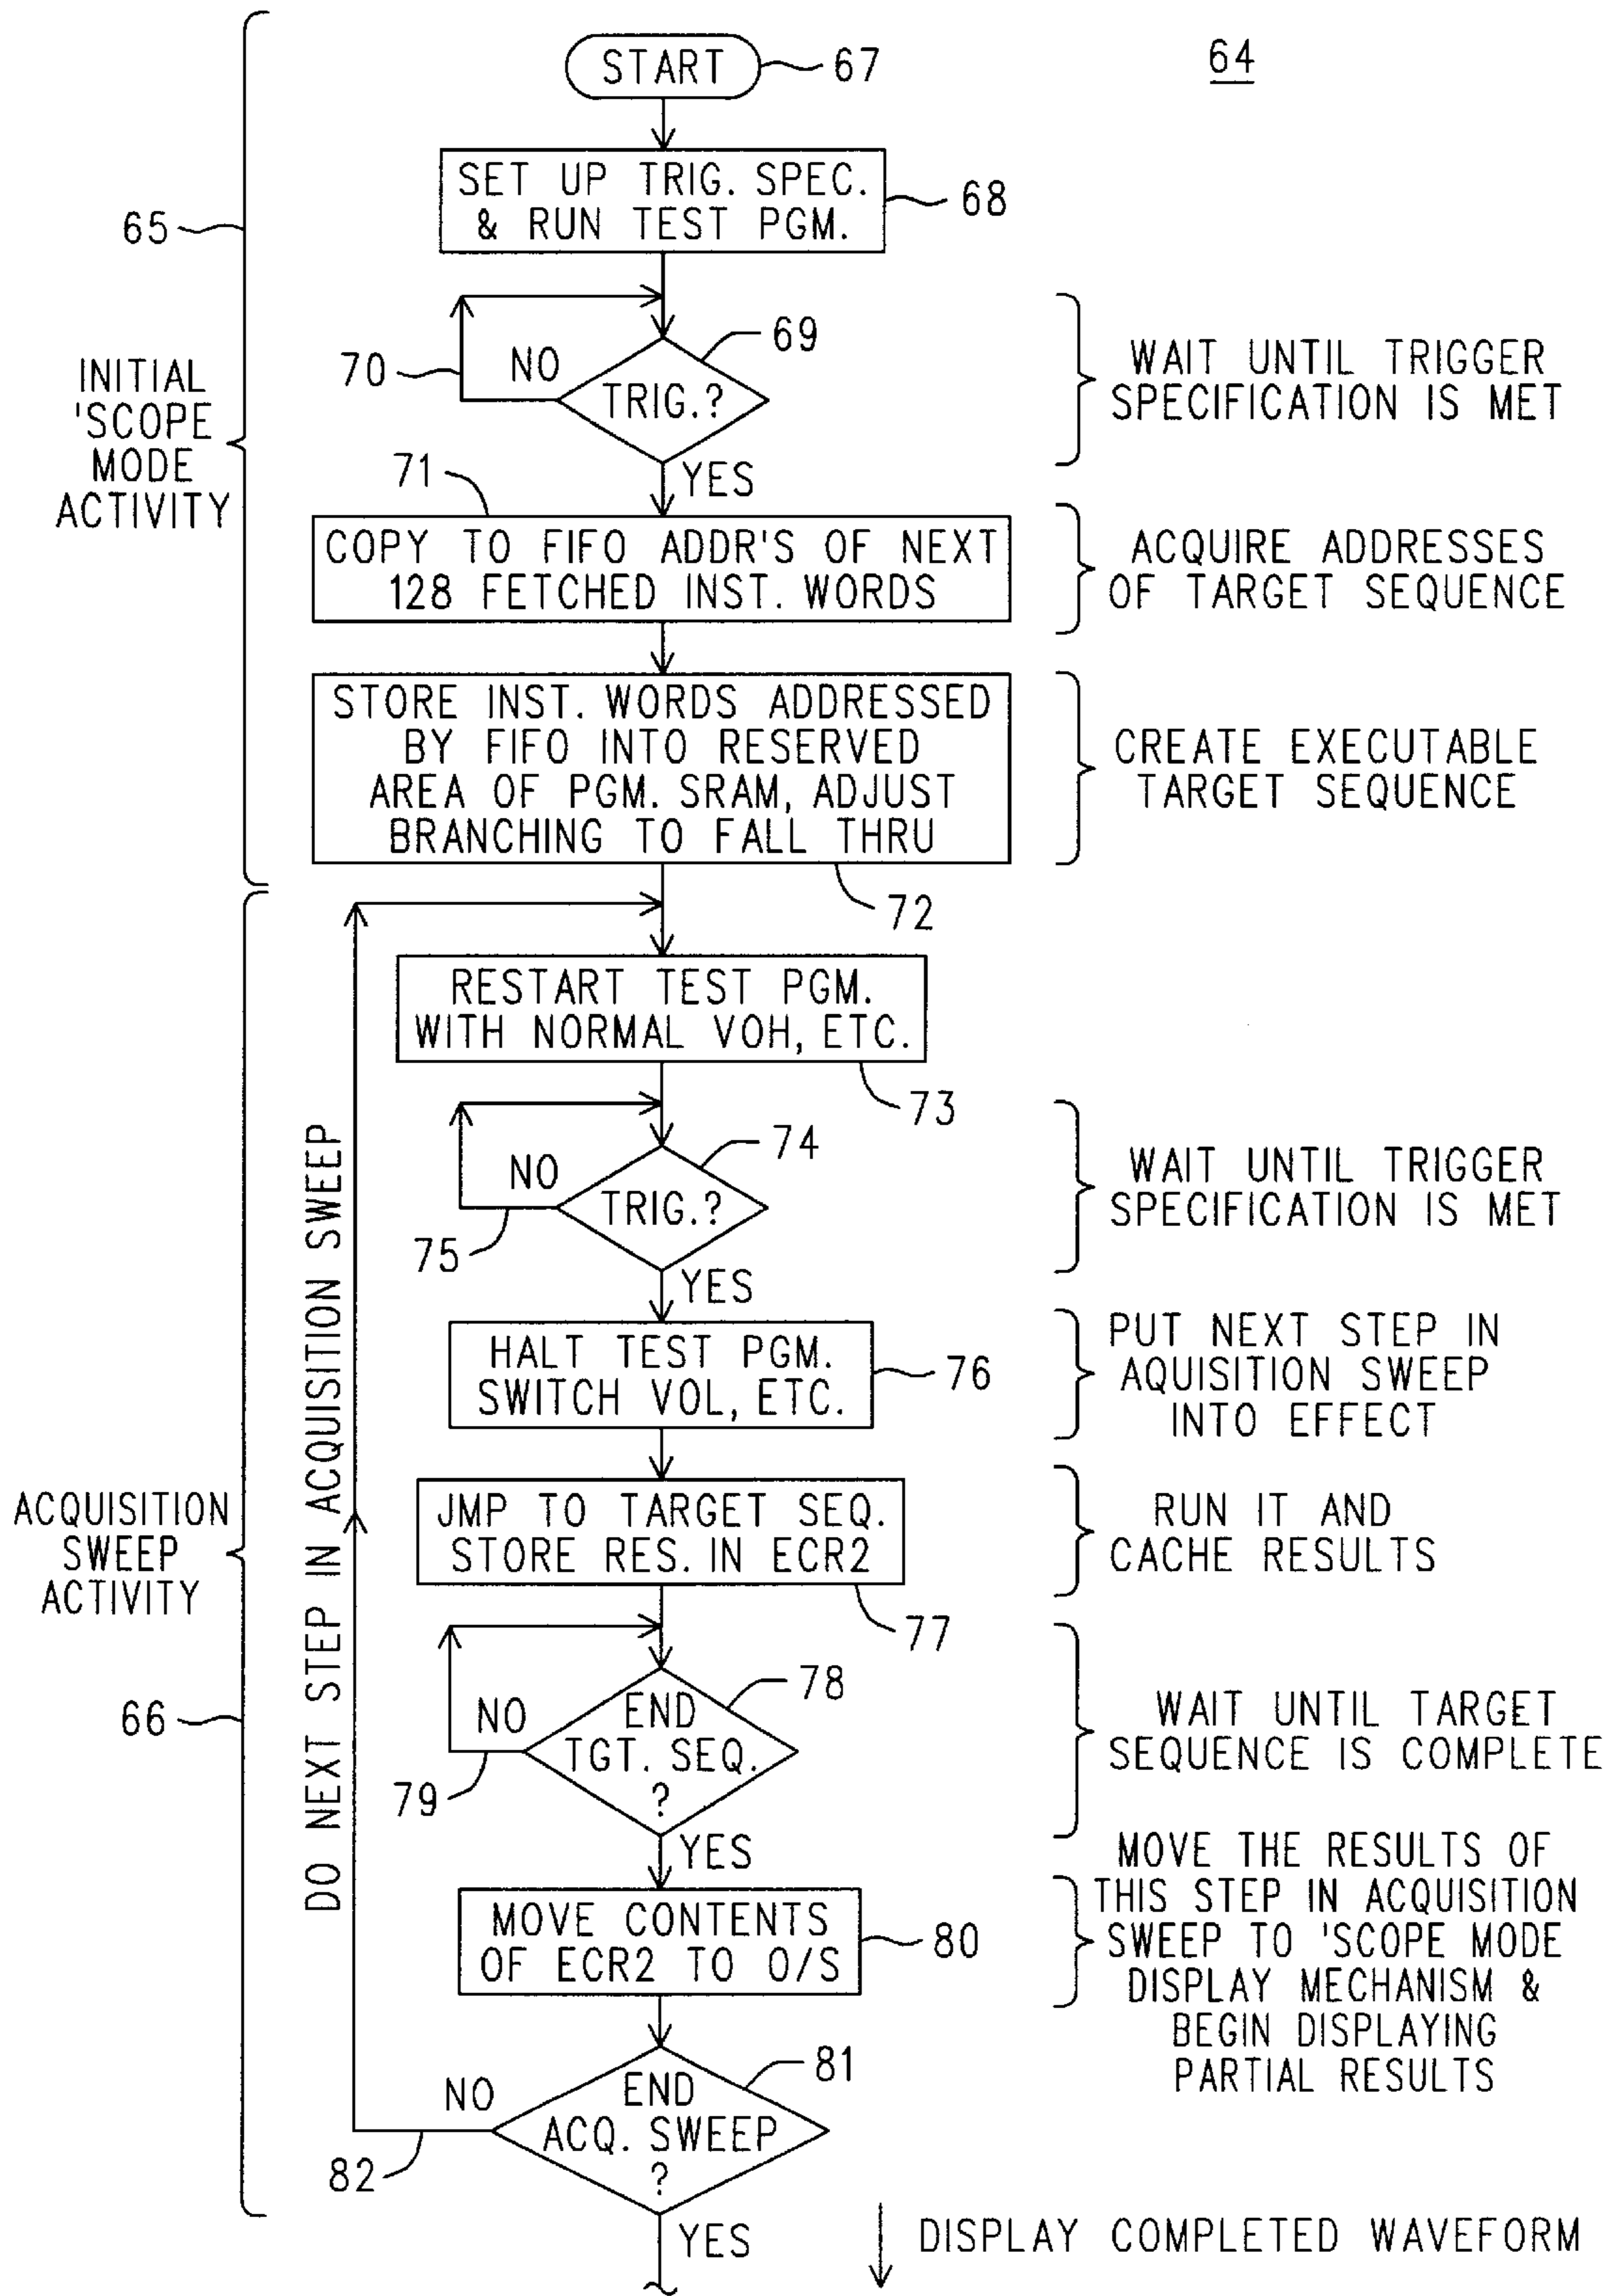 64
START
67
SET UP TRIG. SPEC.
& RUN TEST PGM.
68
65
INITIAL
'SCOPE
MODE
ACTIVITY
69
70
NO
TRIG.?
YES
WAIT UNTIL TRIGGER
SPECIFICATION IS MET
71
COPY TO FIFO ADDR'S OF NEXT
128 FETCHED INST. WORDS
ACQUIRE ADDRESSES
OF TARGET SEQUENCE
STORE INST. WORDS ADDRESSED
BY FIFO INTO RESERVED
AREA OF PGM. SRAM, ADJUST
BRANCHING TO FALL THRU
72
CREATE EXECUTABLE
TARGET SEQUENCE
RESTART TEST PGM.
WITH NORMAL VOH, ETC.
73
74
NO
TRIG.?
75
YES
WAIT UNTIL TRIGGER
SPECIFICATION IS MET
HALT TEST PGM.
SWITCH VOL, ETC.
76
PUT NEXT STEP IN
AQUISITION SWEEP
INTO EFFECT
DO NEXT STEP IN ACQUISITION SWEEP
ACQUISITION
SWEEP
ACTIVITY
66
JMP TO TARGET SEQ.
STORE RES. IN ECR2
77
RUN IT AND
CACHE RESULTS
78
NO
END
TGT. SEQ.
?
79
YES
WAIT UNTIL TARGET
SEQUENCE IS COMPLETE
MOVE CONTENTS
OF ECR2 TO O/S
80
MOVE THE RESULTS OF
THIS STEP IN ACQUISITION
SWEEP TO 'SCOPE MODE
DISPLAY MECHANISM &
BEGIN DISPLAYING
PARTIAL RESULTS
81
NO
END
ACQ. SWEEP
?
82
YES
DISPLAY COMPLETED WAVEFORM